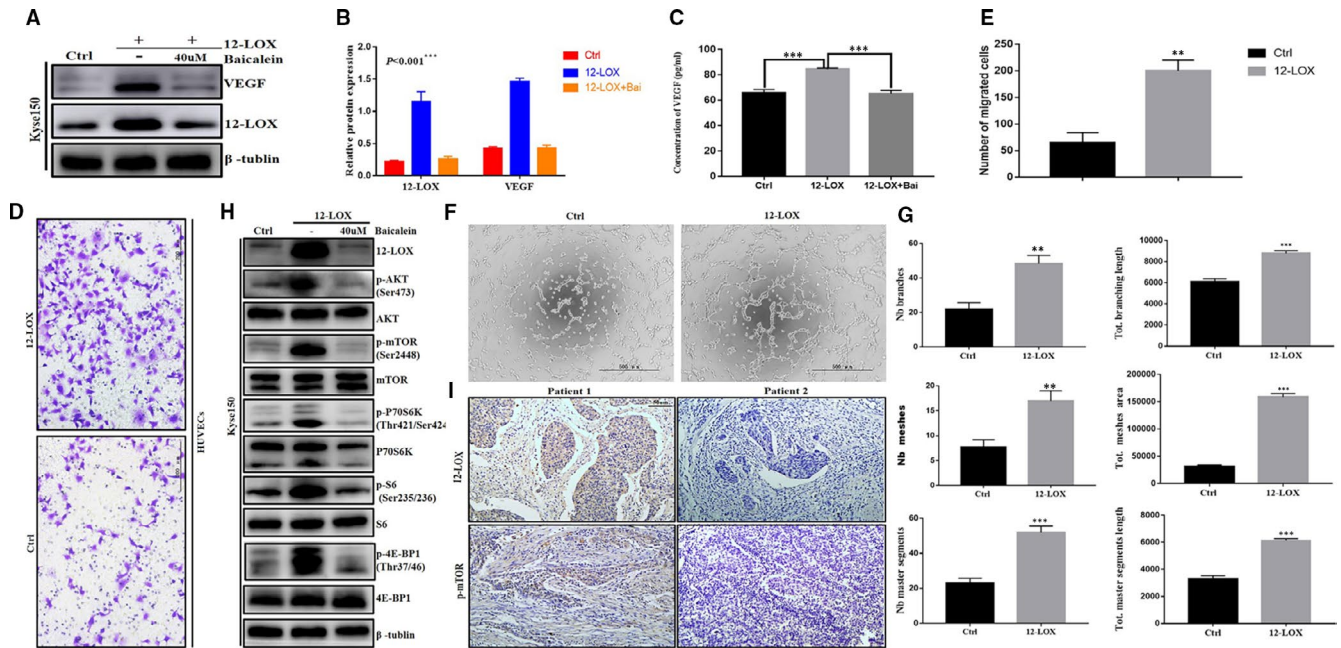 A
+ + 12-LOX
Ctrl - 40uM Baicalein
VEGF
12-LOX
β -tublin
Kyse150
B
P<0.001***
Relative protein expression
2.0
1.5
1.0
0.5
0.0
12-LOX VEGF
Ctrl
12-LOX
12-LOX+Bai
C
Concentration of VEGF (pg/ml)
100
80
60
40
20
0
*** ***
Ctrl 12-LOX 12-LOX+Bai
E
Number of migrated cells
250
200
150
100
50
0
**
Ctrl
12-LOX
D
12-LOX
Ctrl
HUVECs
H
12-LOX
Ctrl - 40uM Baicalein
12-LOX
p-AKT
(Ser473)
AKT
p-mTOR
(Ser2448)
mTOR
p-P70S6K
(Thr421/Ser424
P70S6K
p-S6
(Ser235/236)
S6
p-4E-BP1
(Thr37/46)
4E-BP1
β -tublin
Kyse150
F
Ctrl 12-LOX
I
Patient 1 Patient 2
12-LOX
p-mTOR
G
Nb branches
60
40
20
0
**
Ctrl 12-LOX
Tot. branching length
10000
8000
6000
4000
2000
0
***
Ctrl 12-LOX
Nb meshes
20
15
10
5
0
**
Ctrl 12-LOX
Tot. meshes area
200000
150000
100000
50000
0
***
Ctrl 12-LOX
Nb master segments
60
40
20
0
***
Ctrl 12-LOX
Tot. master segments length
8000
6000
4000
2000
0
***
Ctrl 12-LOX